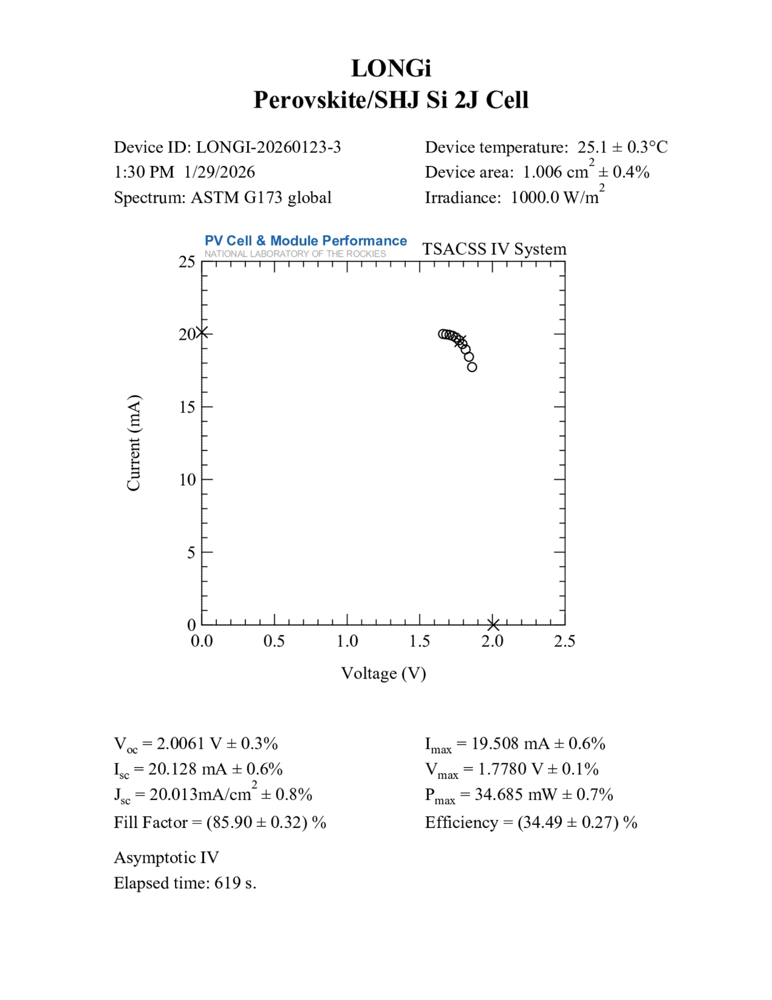 LONGi
Perovskite/SHJ Si 2J Cell
Device ID: LONGI-20260123-3
1:30 PM 1/29/2026
Spectrum: ASTM G173 global
Device temperature: 25.1 ± 0.3°C
Device area: 1.006 cm² ± 0.4%
Irradiance: 1000.0 W/m²
PV Cell & Module Performance
NATIONAL LABORATORY OF THE ROCKIES
TSACSS IV System
25
20
15
10
5
0
Current (mA)
0.0 0.5 1.0 1.5 2.0 2.5
Voltage (V)
Voc = 2.0061 V ± 0.3%
Isc = 20.128 mA ± 0.6%
Jsc = 20.013mA/cm² ± 0.8%
Fill Factor = (85.90 ± 0.32) %
Imax = 19.508 mA ± 0.6%
Vmax = 1.7780 V ± 0.1%
Pmax = 34.685 mW ± 0.7%
Efficiency = (34.49 ± 0.27) %
Asymptotic IV
Elapsed time: 619 s.